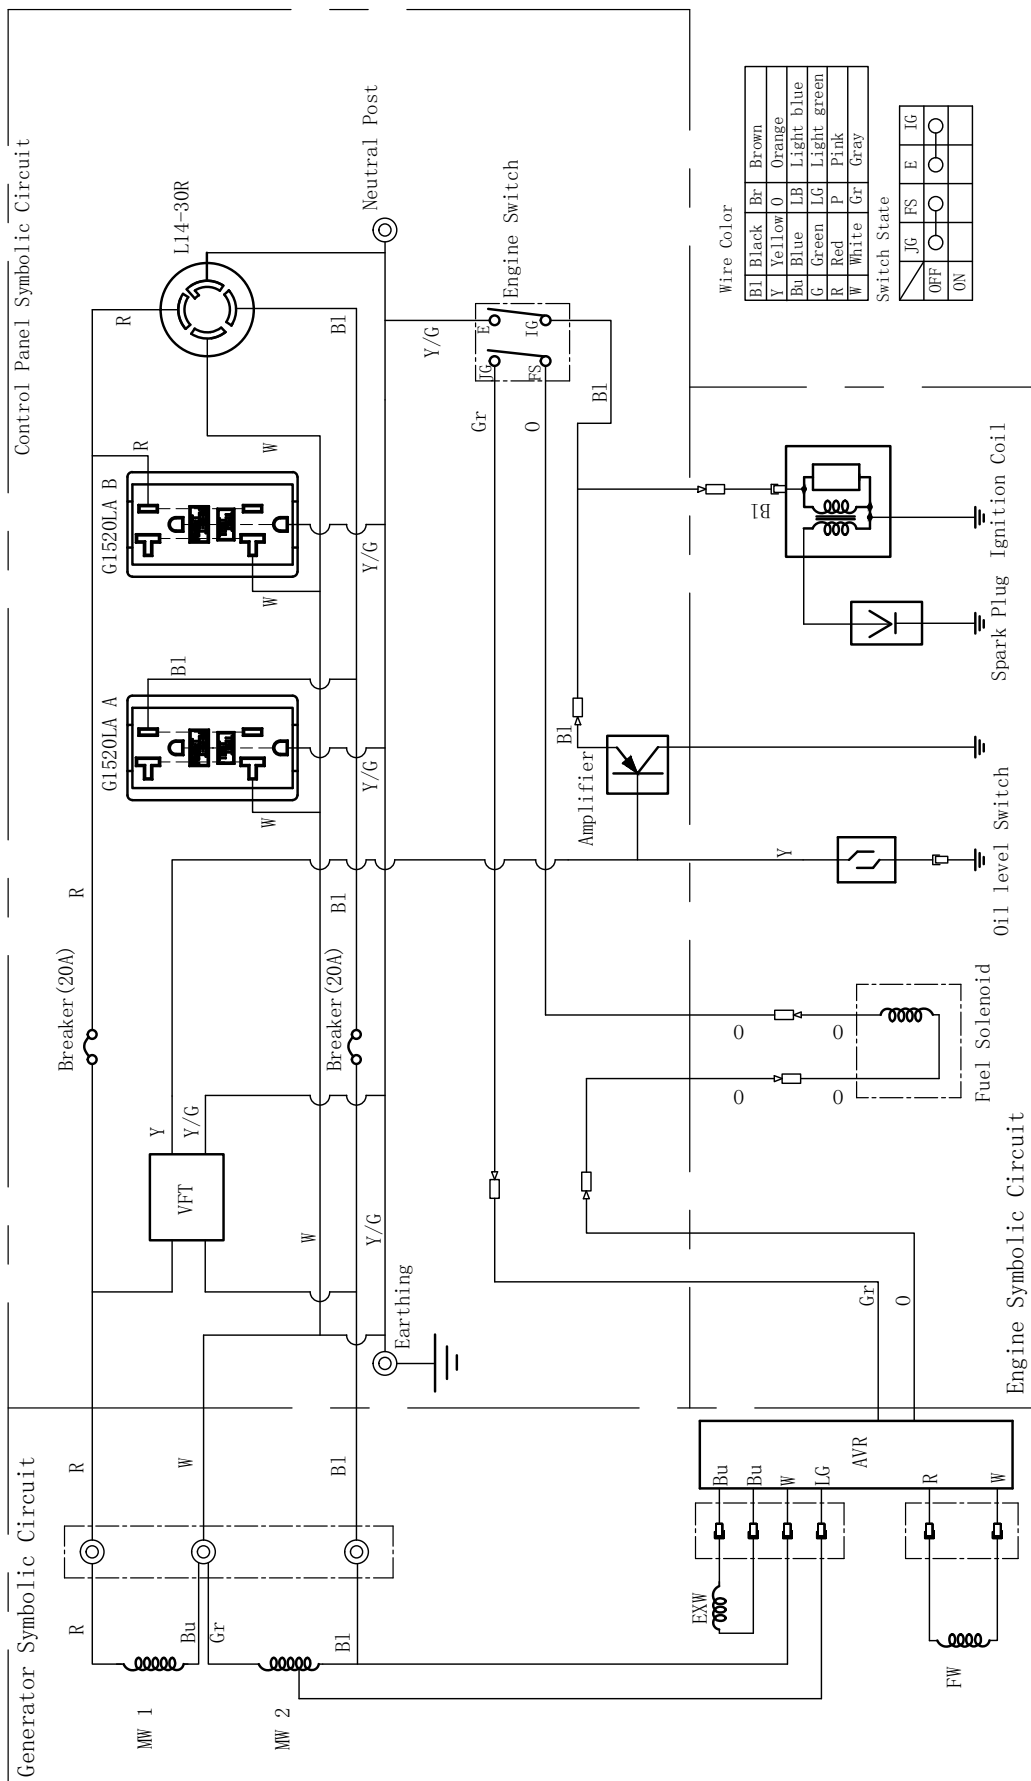 Generator Symbolic Circuit
Control Panel Symbolic Circuit
Engine Symbolic Circuit
MW 1
MW 2
R
Bu
Gr
Bl
R
W
Bl
EXW
FW
Bu
Bu
W
LG
R
W
AVR
Gr
O
Earthing
VFT
Y
Y/G
W
Y/G
Breaker(20A)
Breaker(20A)
R
Bl
G1520LA A
W
Bl
Y/G
G1520LA B
W
R
Y/G
W
R
Bl
L14-30R
Neutral Post
Y/G
Engine Switch
JG
E
FS
IG
Gr
O
Bl
Bl
Amplifier
Bl
Y
O
O
O
O
Fuel Solenoid
Oil level Switch
Spark Plug
Ignition Coil
Wire Color
Bl Black Br Brown
Y Yellow O Orange
Bu Blue LB Light blue
G Green LG Light green
R Red P Pink
W White Gr Gray
Switch State
JG FS E IG
OFF
ON